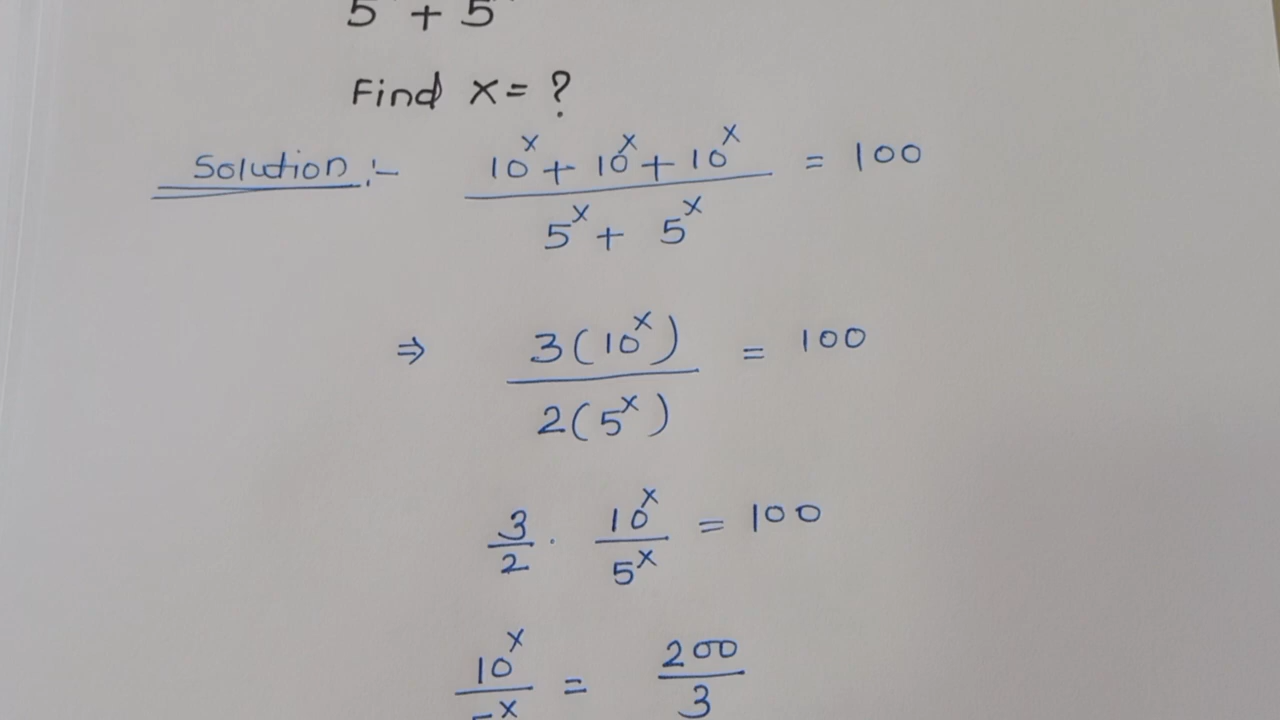 5 + 5
Find x = ?
Solution :-
10^x + 10^x + 10^x = 100
5^x + 5^x
⇒ 3(10^x) = 100
2(5^x)
3/2 · 10^x/5^x = 100
10^x = 200/3
x